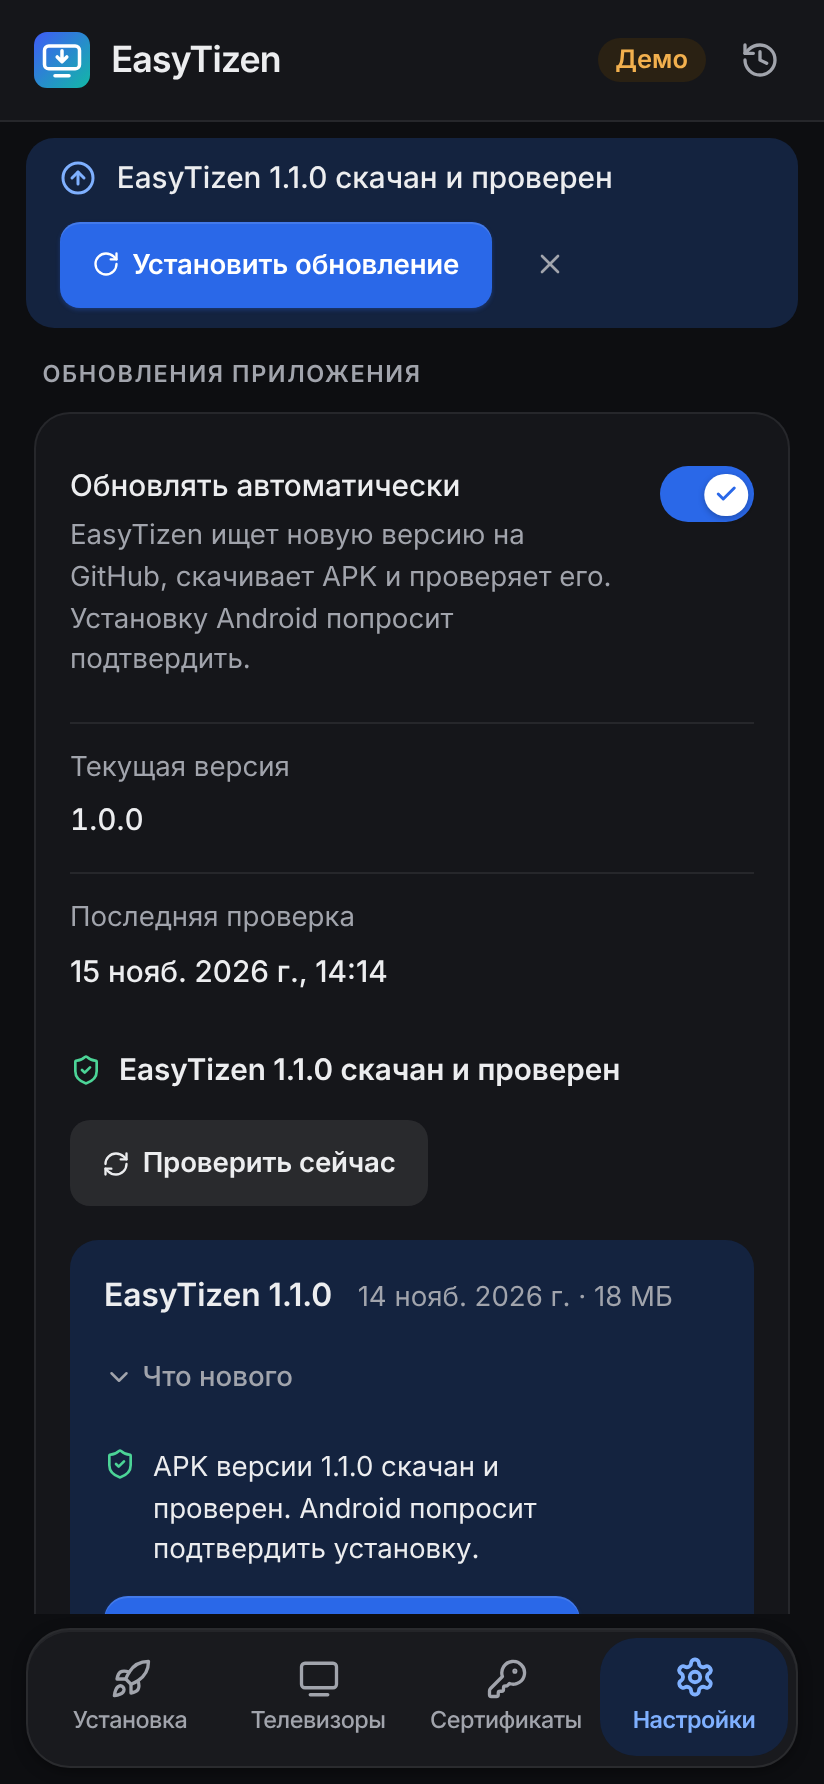 EasyTizen
Демо
EasyTizen 1.1.0 скачан и проверен
Установить обновление
ОБНОВЛЕНИЯ ПРИЛОЖЕНИЯ
Обновлять автоматически
EasyTizen ищет новую версию на
GitHub, скачивает APK и проверяет его.
Установку Android попросит
подтвердить.
Текущая версия
1.0.0
Последняя проверка
15 нояб. 2026 г., 14:14
EasyTizen 1.1.0 скачан и проверен
Проверить сейчас
EasyTizen 1.1.0 14 нояб. 2026 г. · 18 МБ
Что нового
APK версии 1.1.0 скачан и
проверен. Android попросит
подтвердить установку.
Установка
Телевизоры
Сертификаты
Настройки